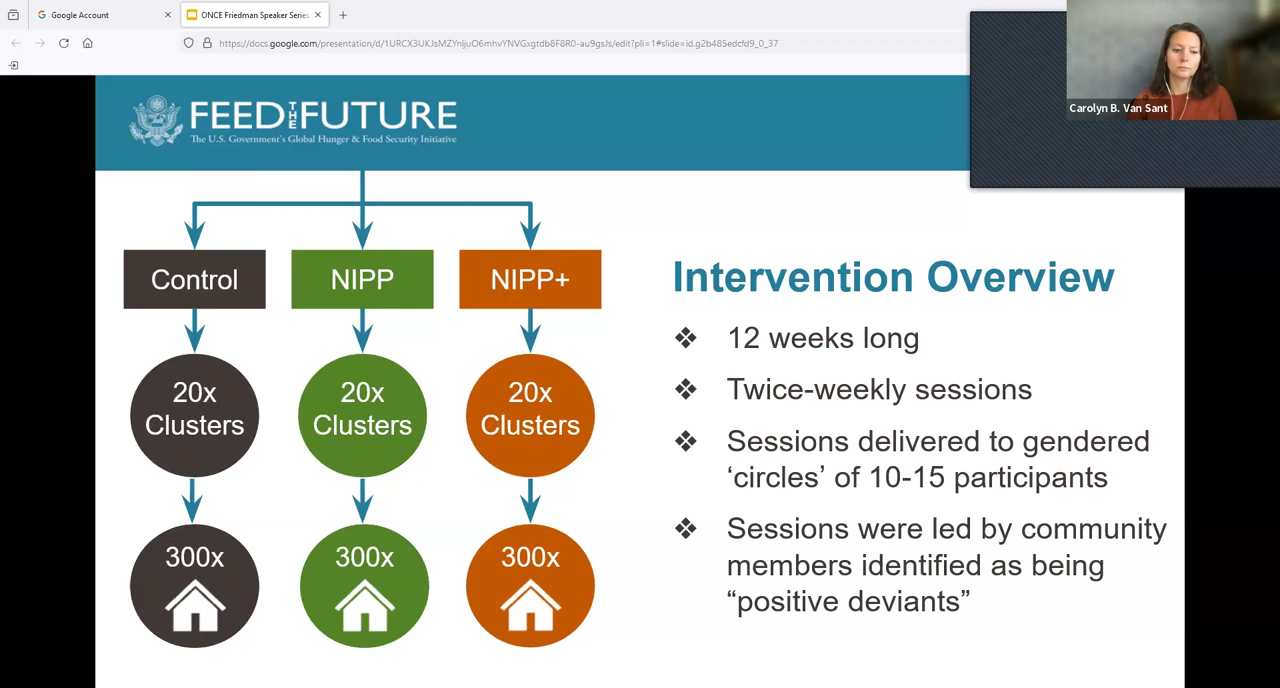 Google Account
ONCE Friedman Speaker Series
Carolyn B. Van Sant
FEED THE FUTURE
The U.S. Government's Global Hunger & Food Security Initiative
Control
NIPP
NIPP+
20x
Clusters
20x
Clusters
20x
Clusters
300x
300x
300x
Intervention Overview
❖ 12 weeks long
❖ Twice-weekly sessions
❖ Sessions delivered to gendered
‘circles’ of 10-15 participants
❖ Sessions were led by community
members identified as being
“positive deviants”